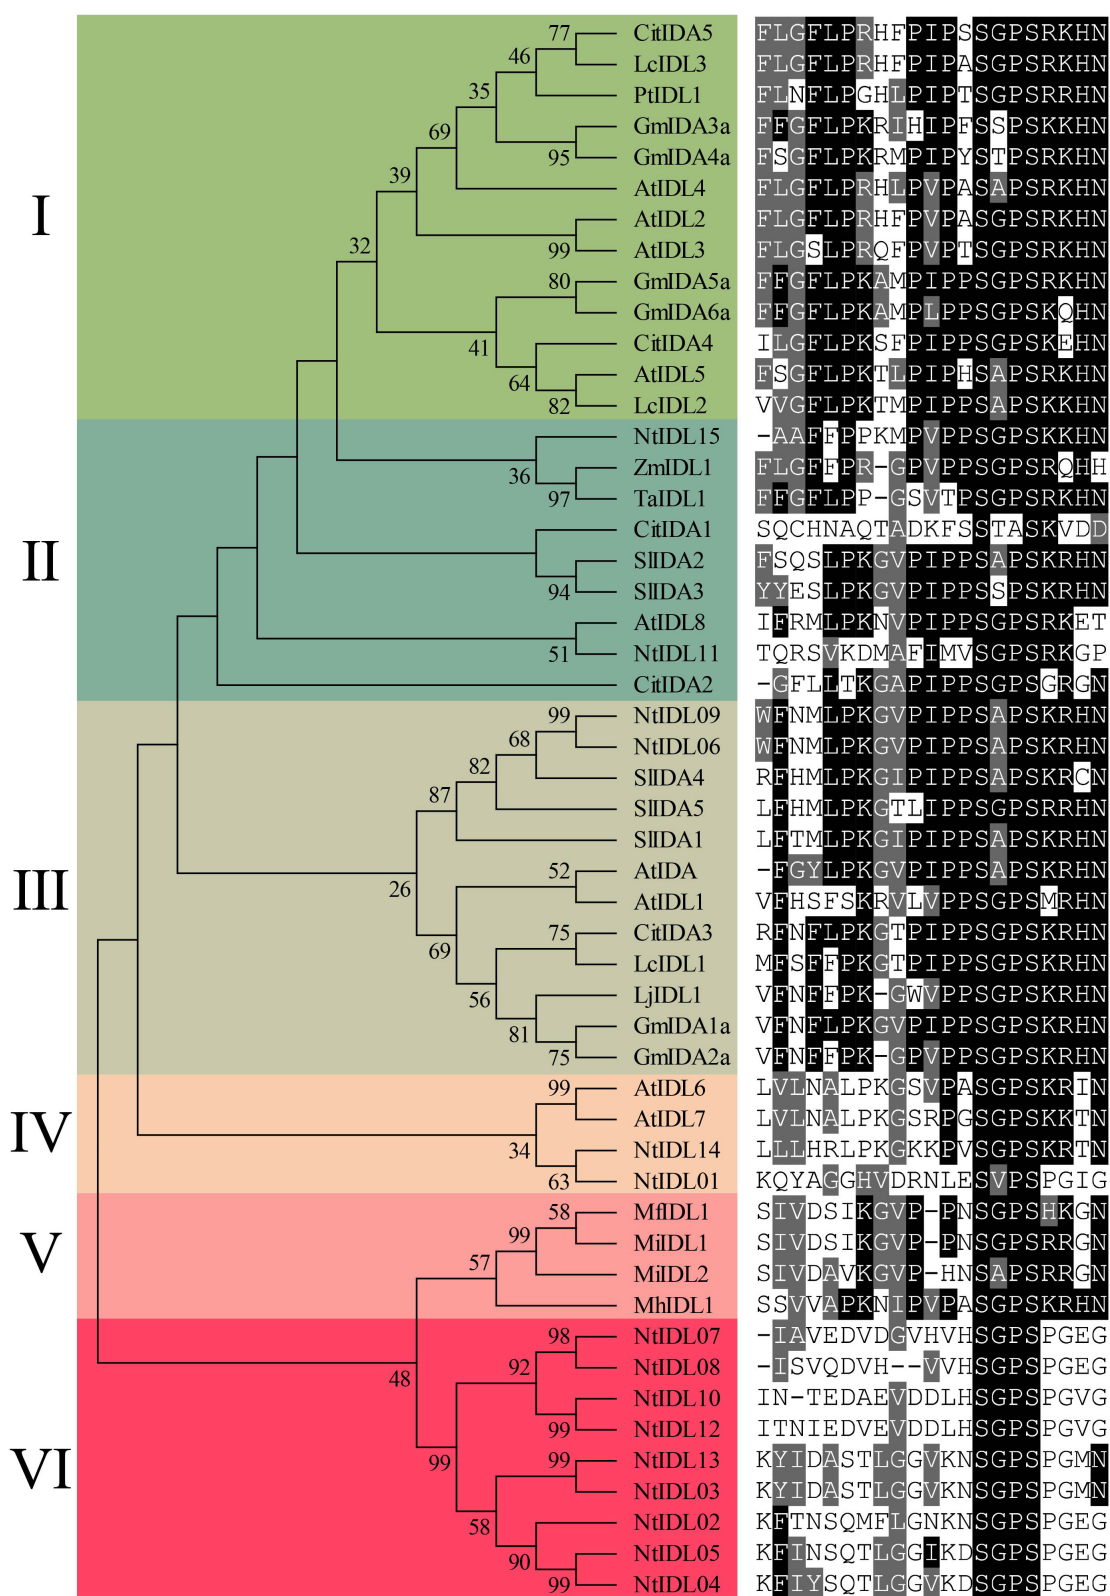 77 CitIDA5 FLGFLPRHFPIPSSGPSRKHN
46 LcIDL3 FLGFLPRHFPIPASGPSRKHN
35 PtIDL1 FLNFLPGHLPIPTSGPSRRHN
69 GmIDA3a FFGFLPKRIHIPFSSPSKKHN
95 GmIDA4a FSGFLPKRMPIPYSTPSRKHN
39 AtIDL4 FLGFLPRHLPVPASAPSRKHN
I AtIDL2 FLGFLPRHFPVPASGPSRKHN
32 99 AtIDL3 FLGSLPRQFPVPTSGPSRKHN
80 GmIDA5a FFGFLPKAMPIPPSGPSRKHN
GmIDA6a FFGFLPKAMPLPPSGPSKQHN
41 CitIDA4 ILGFLPKSFPIPPSGPSKEHN
64 AtIDL5 FSGFLPKTLPIPHSAPSRKHN
82 LcIDL2 VVGFLPKTMPIPPSAPSKKHN
NtIDL15 -AAFFPPKMPVPPSGPSKKHN
36 ZmIDL1 FLGFFPR-GPVPPSGPSRQHH
97 TaIDL1 FFGFLPP-GSVTPSGPSRKHN
CitIDA1 SQCHNAQTADKFSSTASKVDD
II SlIDA2 FSQSLPKGVPIPPSAPSKRHN
94 SlIDA3 YYESLPKGVPIPPSSPSKRHN
AtIDL8 IFRMLPKNVPIPPSGPSRKET
51 NtIDL11 TQRSVKDMAFIMVSGPSRKGP
CitIDA2 -GFLLTKGAPIPPSGPSGRGN
99 NtIDL09 WFNMLPKGVPIPPSAPSKRHN
68 NtIDL06 WFNMLPKGVPIPPSAPSKRHN
82 SlIDA4 RFHMLPKGIPIPPSAPSKRCN
87 SlIDA5 LFHMLPKGTLIPPSGPSRRHN
SlIDA1 LFTMLPKGIPIPPSAPSKRHN
III 26 52 AtIDA -FGYLPKGVPIPPSAPSKRHN
AtIDL1 VFHSFSKRVLVPPSGPSMRHN
69 75 CitIDA3 RFNFLPKGTPIPPSGPSKRHN
LcIDL1 MFSFFPKGTPIPPSGPSKRHN
56 LjIDL1 VFNFFPK-GWVPPSGPSKRHN
81 GmIDA1a VFNFLPKGVPIPPSGPSKRHN
75 GmIDA2a VFNFFPK-GPVPPSGPSKRHN
99 AtIDL6 LVLNALPKGSVPASGPSKRIN
IV AtIDL7 LVLNALPKGSRPGSGPSKKTN
34 NtIDL14 LLLHRLPKGKKPVSGPSKRTN
63 NtIDL01 KQYAGGHVDRNLESVPSPGIG
58 MfIDL1 SIVDSIKGVP-PNSGPSHKGN
V 99 MiIDL1 SIVDSIKGVP-PNSGPSRRGN
57 MiIDL2 SIVDAVKGVP-HNSAPSRRGN
MhIDL1 SSVVAPKNIPVPASGPSKRHN
98 NtIDL07 -IAVEDVDGVHVHSGPSPGEG
48 92 NtIDL08 -ISVQDVH--VVHSGPSPGEG
NtIDL10 IN-TEDAEVDDLHSGPSPGVG
99 NtIDL12 ITNIEDVEVDDLHSGPSPGVG
VI 99 99 NtIDL13 KYIDASTLGGVKNSGPSPGMN
NtIDL03 KYIDASTLGGVKNSGPSPGMN
58 NtIDL02 KFTNSQMFLGNKNSGPSPGEG
90 NtIDL05 KFINSQTLGGIKDSGPSPGEG
99 NtIDL04 KFIYSQTLGGVKDSGPSPGEG